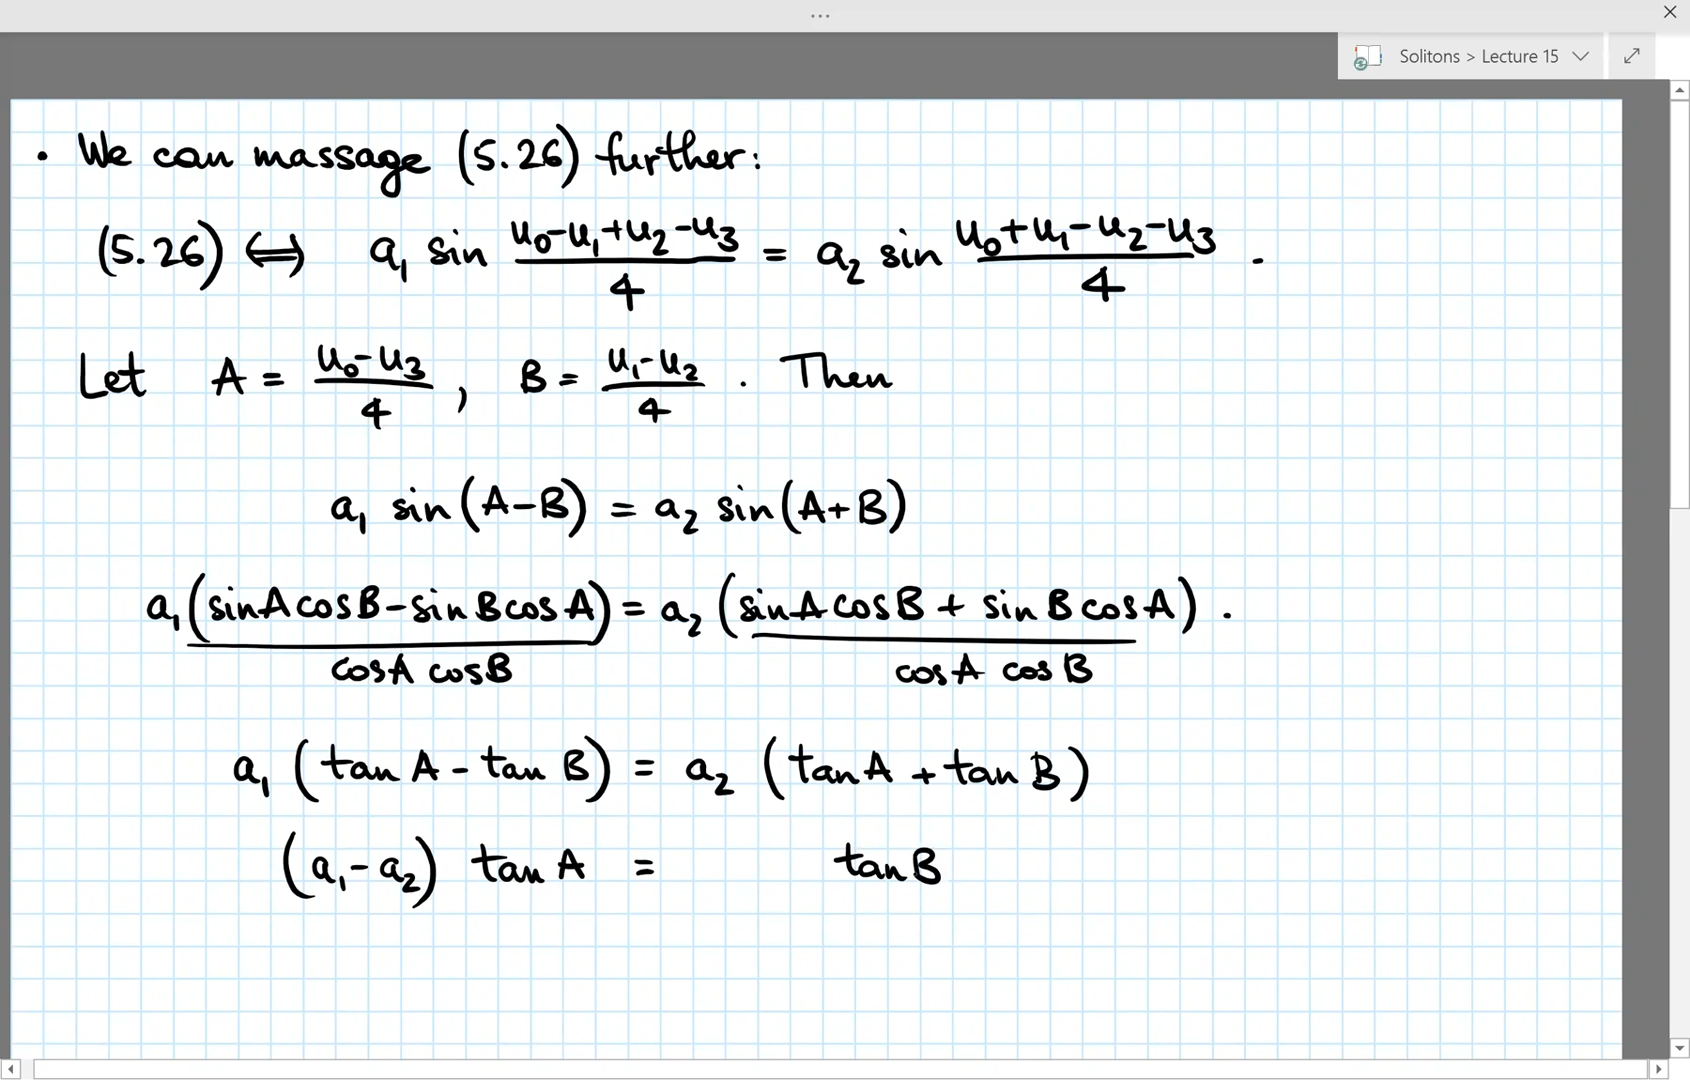 ...
Solitons > Lecture 15
• We can massage (5.26) further:
(5.26) ⟺ a₁ sin (u₀-u₁+u₂-u₃)/4 = a₂ sin (u₀+u₁-u₂-u₃)/4 .
Let A = (u₀-u₃)/4 , B = (u₁-u₂)/4 . Then
a₁ sin(A-B) = a₂ sin(A+B)
a₁(sinA cosB - sinB cosA)/(cosA cosB) = a₂(sinA cosB + sinB cosA)/(cosA cosB) .
a₁ (tan A - tan B) = a₂ (tan A + tan B)
(a₁-a₂) tan A = tan B